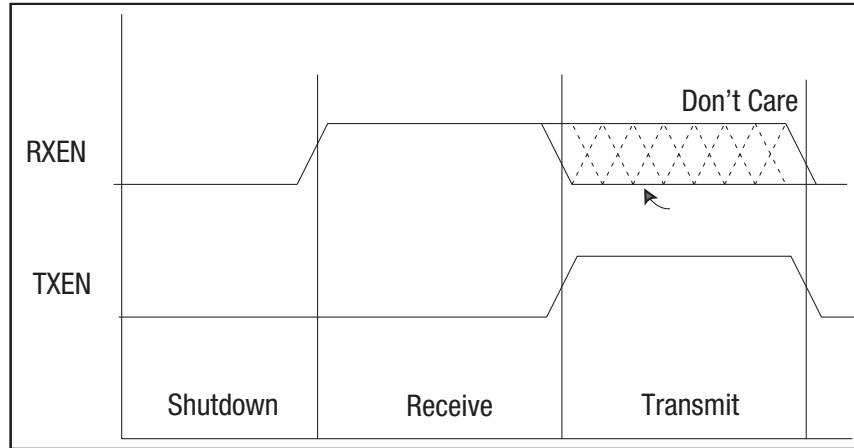 Don't Care
RXEN
TXEN
Shutdown
Receive
Transmit